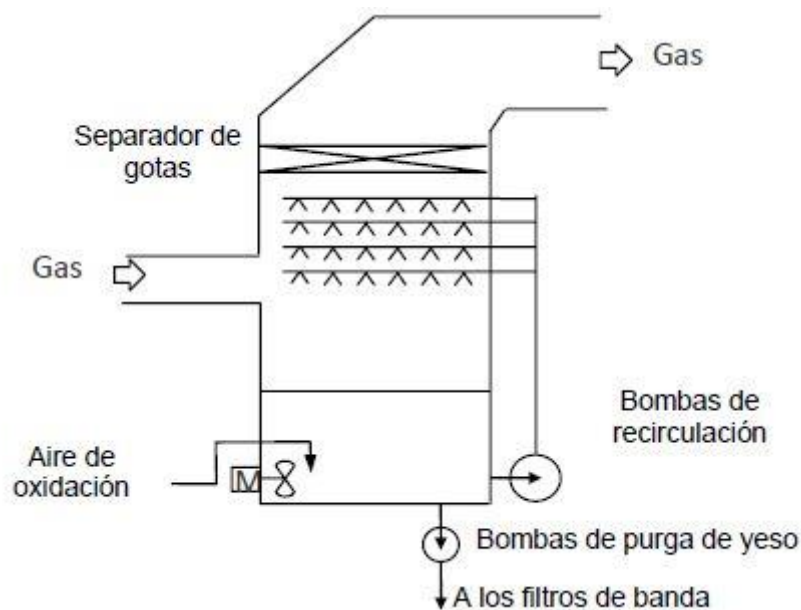 Gas
Separador de
gotas
Gas
Bombas de
recirculación
Aire de
oxidación
M
Bombas de purga de yeso
A los filtros de banda